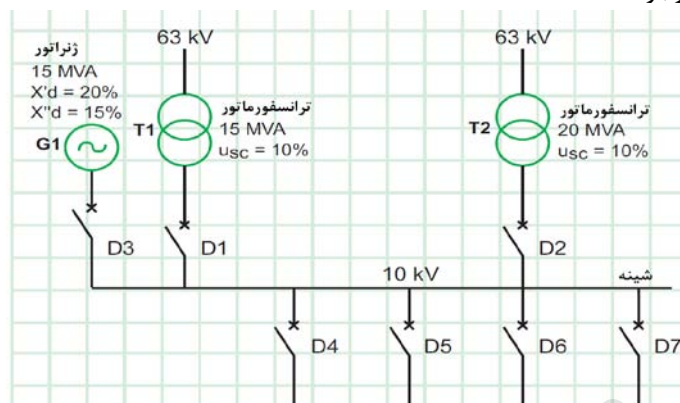 63 kV
63 kV
ژنراتور
15 MVA
X'd = 20%
X"d = 15%
G1
T1
ترانسفورماتور
15 MVA
usc = 10%
T2
ترانسفورماتور
20 MVA
usc = 10%
D3
D1
D2
10 kV
شینه
D4
D5
D6
D7